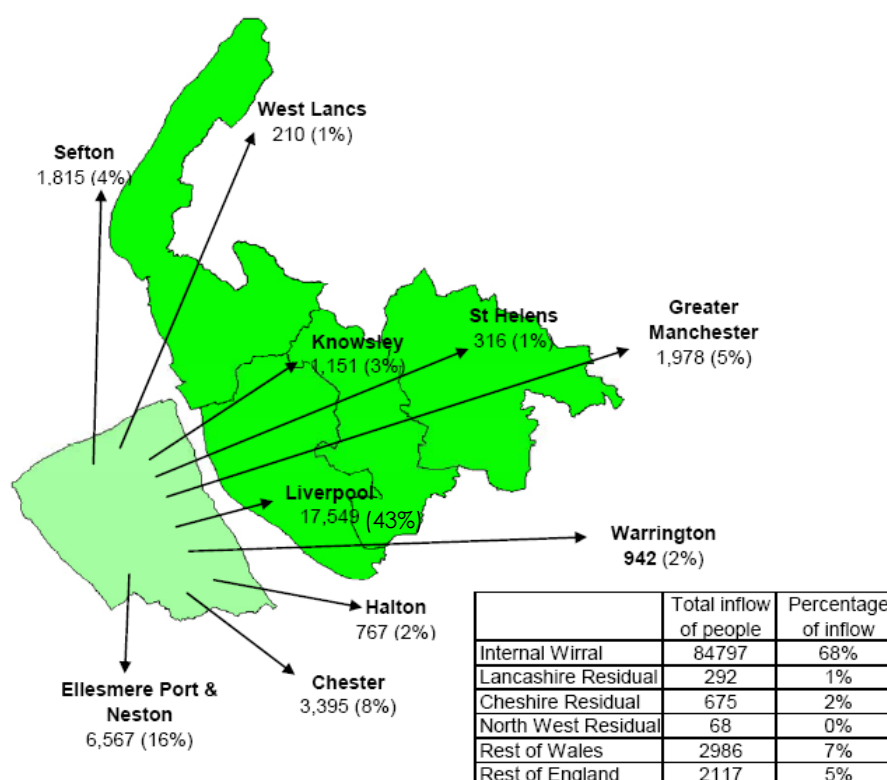 West Lancs
210 (1%)
Sefton
1,815 (4%)
Greater
Manchester
1,978 (5%)
St Helens
316 (1%)
Knowsley
1,151 (3%)
Liverpool
17,549 (43%)
Warrington
942 (2%)
Halton
767 (2%)
Chester
3,395 (8%)
Ellesmere Port &
Neston
6,567 (16%)
Total inflow of people Percentage of inflow
Internal Wirral 84797 68%
Lancashire Residual 292 1%
Cheshire Residual 675 2%
North West Residual 68 0%
Rest of Wales 2986 7%
Rest of England 2117 5%